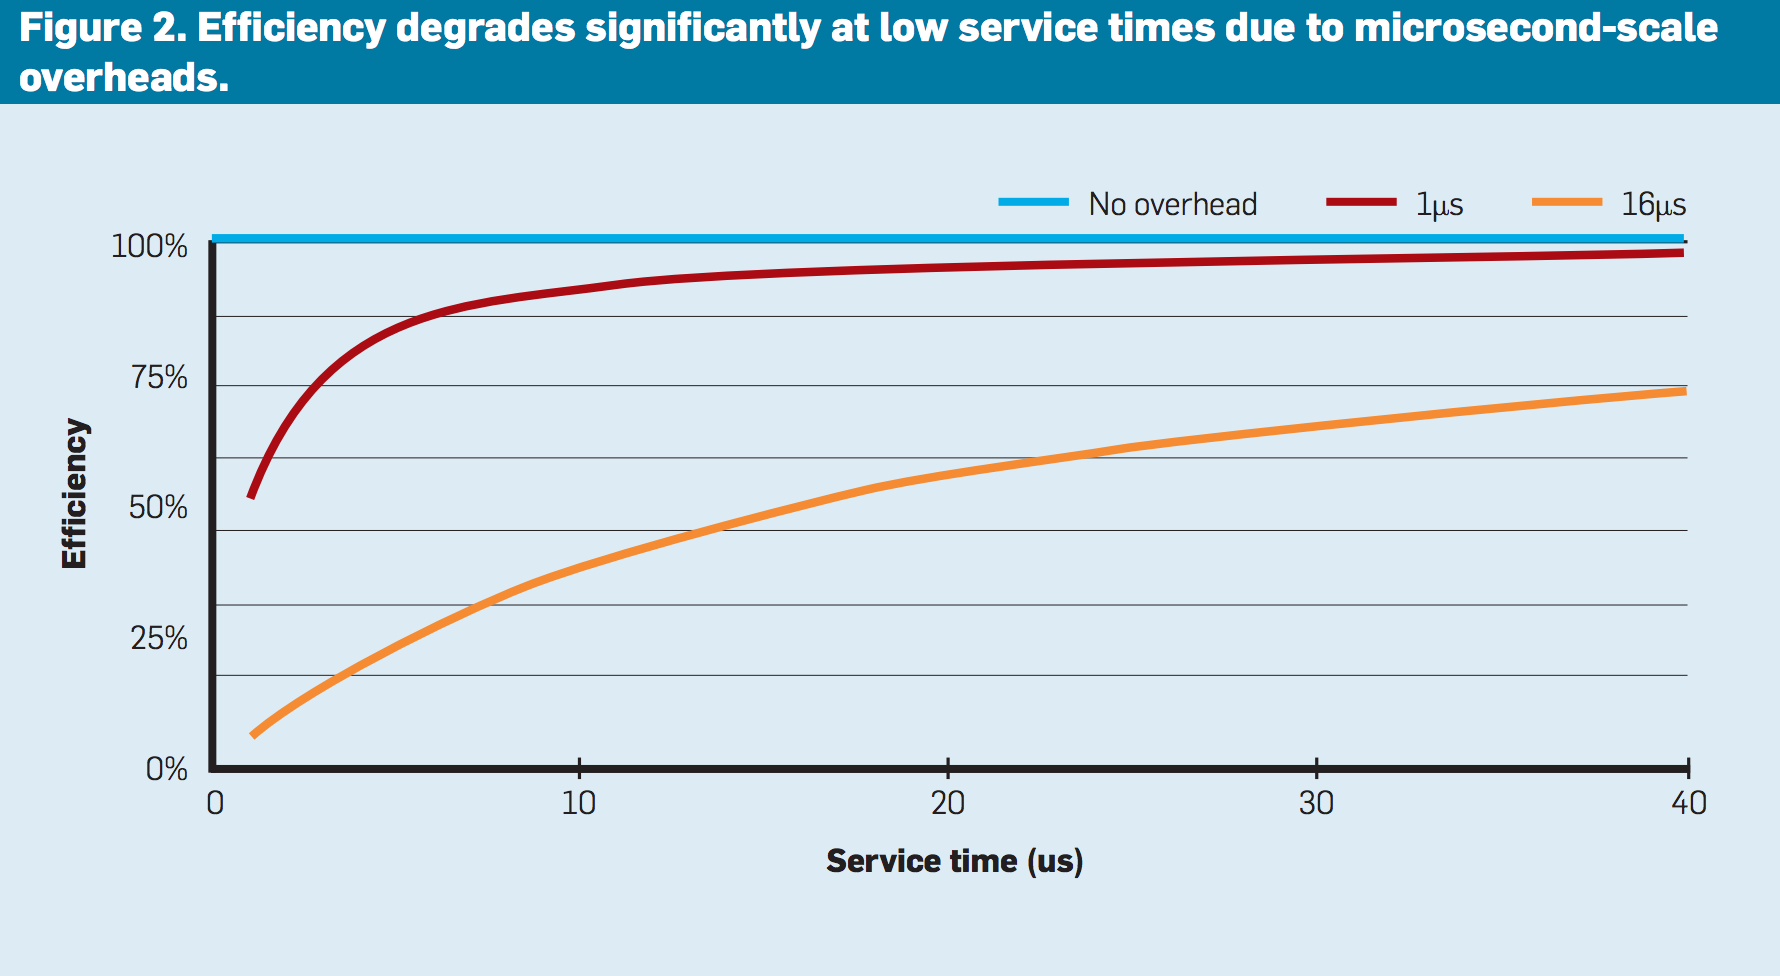 Figure 2. Efficiency degrades significantly at low service times due to microsecond-scale
overheads.
No overhead 1μs 16μs
100%
75%
50%
25%
0%
Efficiency
0 10 20 30 40
Service time (us)